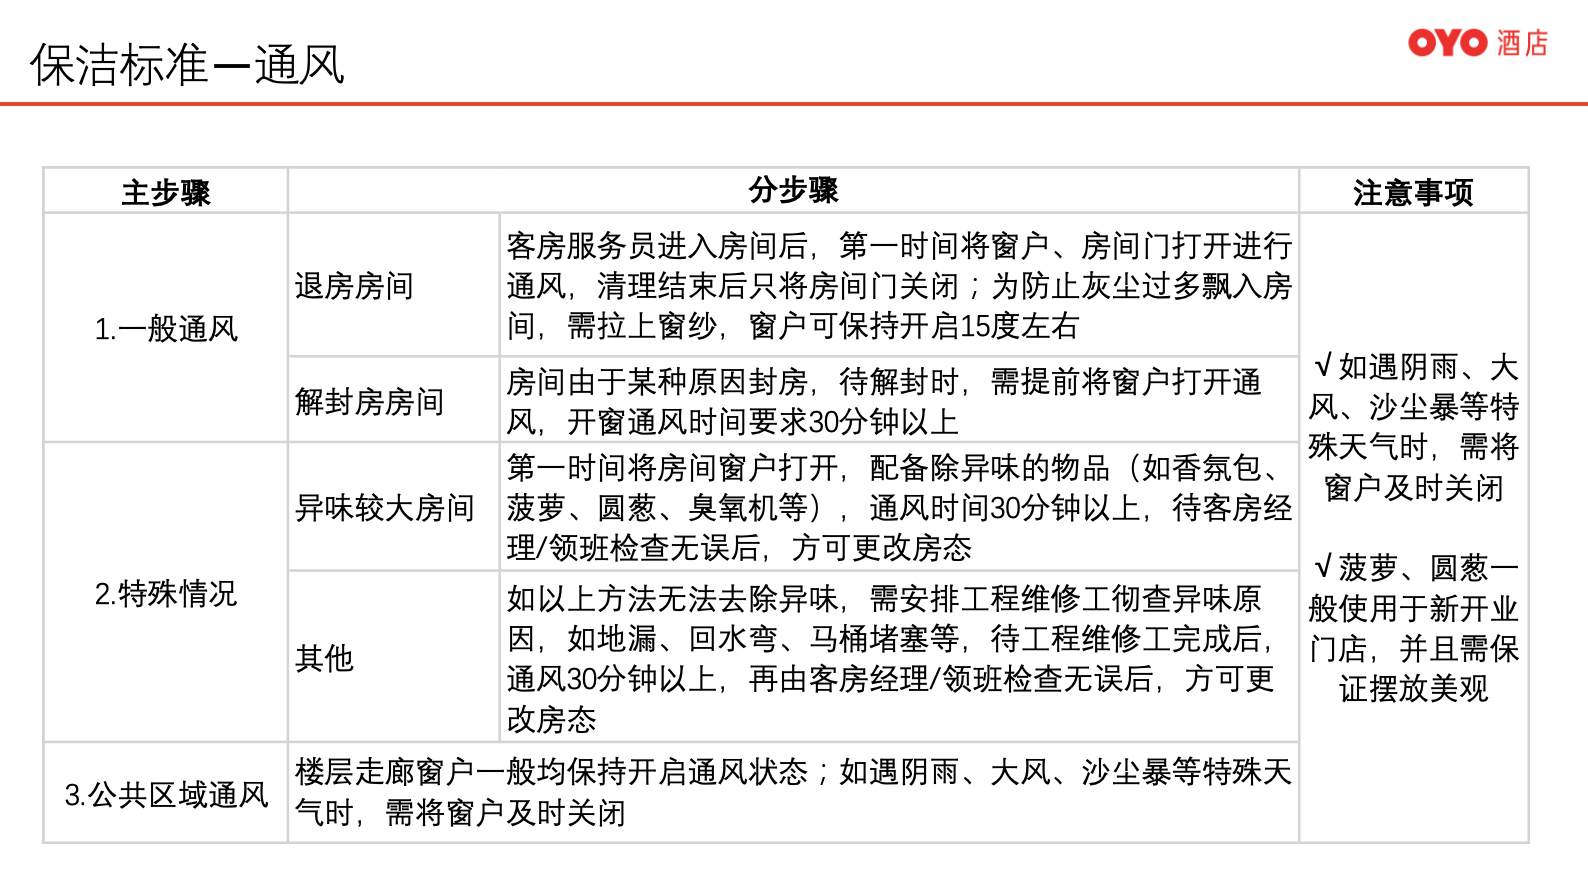 保洁标准—通风
OYO 酒店
主步骤
分步骤
注意事项
1.一般通风
退房房间
客房服务员进入房间后，第一时间将窗户、房间门打开进行
通风，清理结束后只将房间门关闭；为防止灰尘过多飘入房
间，需拉上窗纱，窗户可保持开启15度左右
解封房房间
房间由于某种原因封房，待解封时，需提前将窗户打开通
风，开窗通风时间要求30分钟以上
2.特殊情况
异味较大房间
第一时间将房间窗户打开，配备除异味的物品（如香氛包、
菠萝、圆葱、臭氧机等），通风时间30分钟以上，待客房经
理/领班检查无误后，方可更改房态
其他
如以上方法无法去除异味，需安排工程维修工彻查异味原
因，如地漏、回水弯、马桶堵塞等，待工程维修工完成后，
通风30分钟以上，再由客房经理/领班检查无误后，方可更
改房态
3.公共区域通风
楼层走廊窗户一般均保持开启通风状态；如遇阴雨、大风、沙尘暴等特殊天
气时，需将窗户及时关闭
√ 如遇阴雨、大
风、沙尘暴等特
殊天气时，需将
窗户及时关闭
√ 菠萝、圆葱一
般使用于新开业
门店，并且需保
证摆放美观